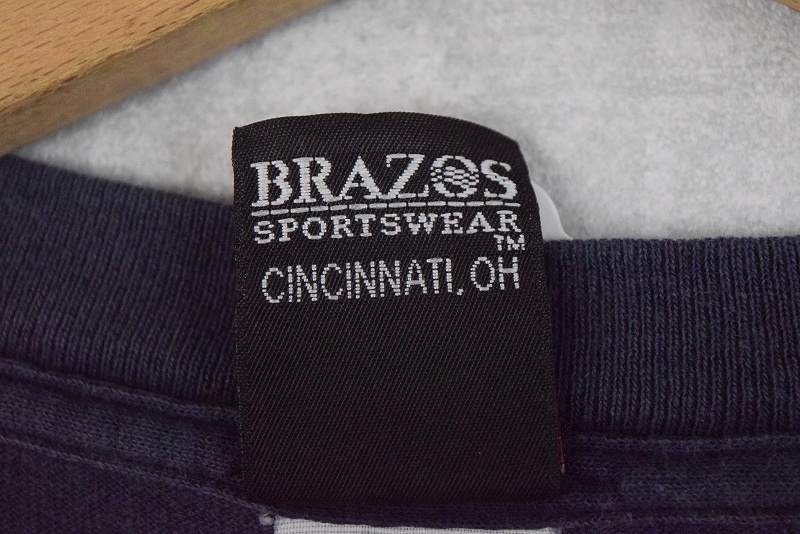 BRAZOS
SPORTSWEAR
TM
CINCINNATI, OH